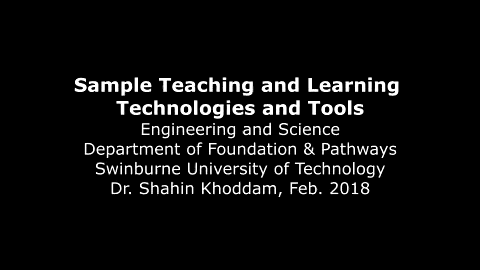 Sample Teaching and Learning
Technologies and Tools
Engineering and Science
Department of Foundation & Pathways
Swinburne University of Technology
Dr. Shahin Khoddam, Feb. 2018